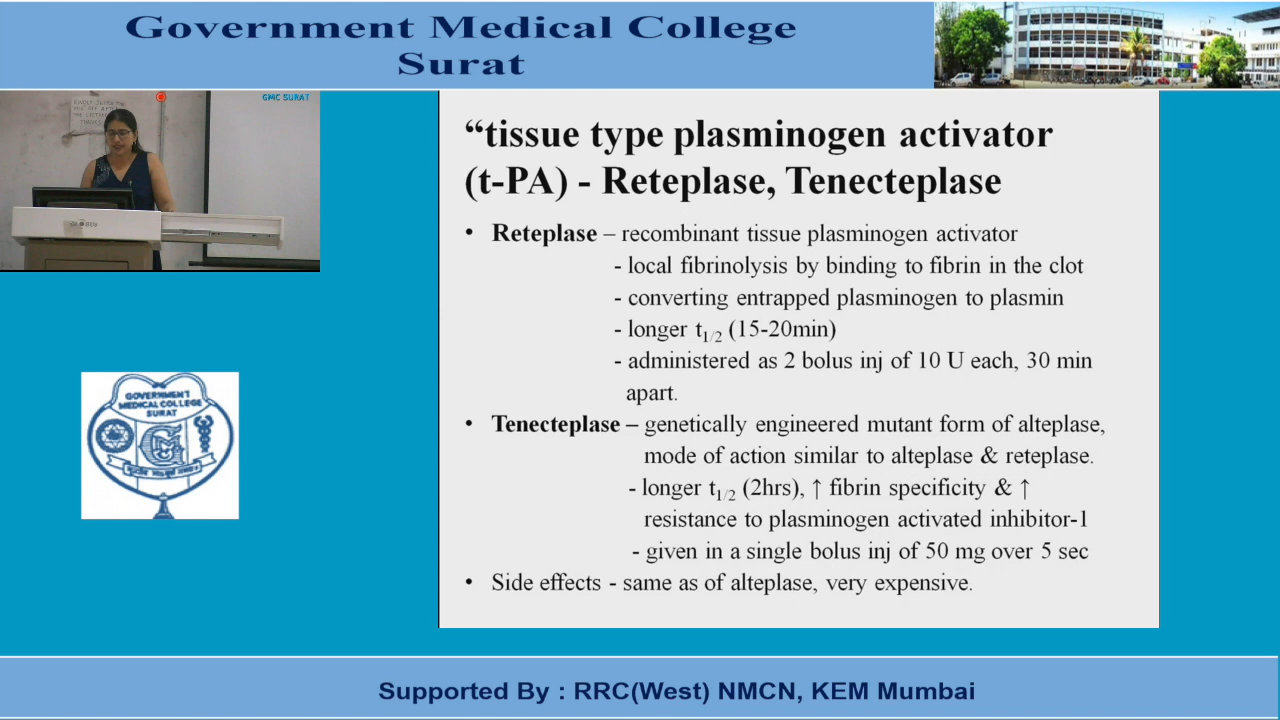 Government Medical College
Surat
GMC SURAT
“tissue type plasminogen activator
(t-PA) - Reteplase, Tenecteplase
• Reteplase – recombinant tissue plasminogen activator
- local fibrinolysis by binding to fibrin in the clot
- converting entrapped plasminogen to plasmin
- longer t1/2 (15-20min)
- administered as 2 bolus inj of 10 U each, 30 min
apart.
• Tenecteplase – genetically engineered mutant form of alteplase,
mode of action similar to alteplase & reteplase.
- longer t1/2 (2hrs), ↑ fibrin specificity & ↑
resistance to plasminogen activated inhibitor-1
- given in a single bolus inj of 50 mg over 5 sec
• Side effects - same as of alteplase, very expensive.
GOVERNMENT
MEDICAL COLLEGE
SURAT
Supported By : RRC(West) NMCN, KEM Mumbai